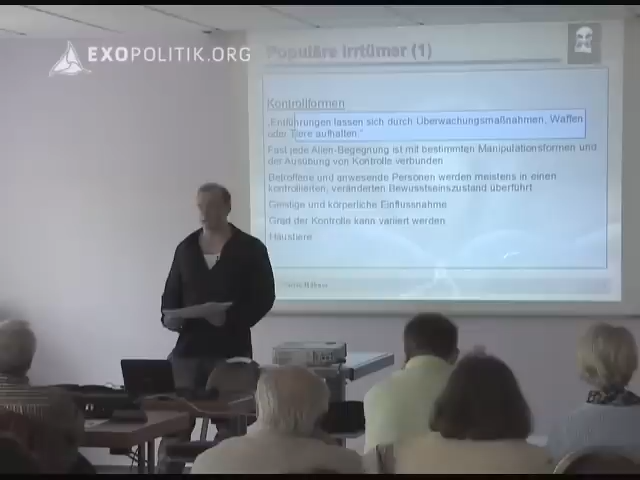 EXOPOLITIK.ORG
Populäre Irrtümer (1)
Kontrollformen
„Entführungen lassen sich durch Überwachungsmaßnahmen, Waffen
oder Tiere aufhalten."
Fast jede Alien-Begegnung ist mit bestimmten Manipulationsformen und
der Ausübung von Kontrolle verbunden
Betroffene und anwesende Personen werden meistens in einen
kontrollierten, veränderten Bewusstseinszustand überführt
Geistige und körperliche Einflussnahme
Grad der Kontrolle kann variiert werden
Haustiere